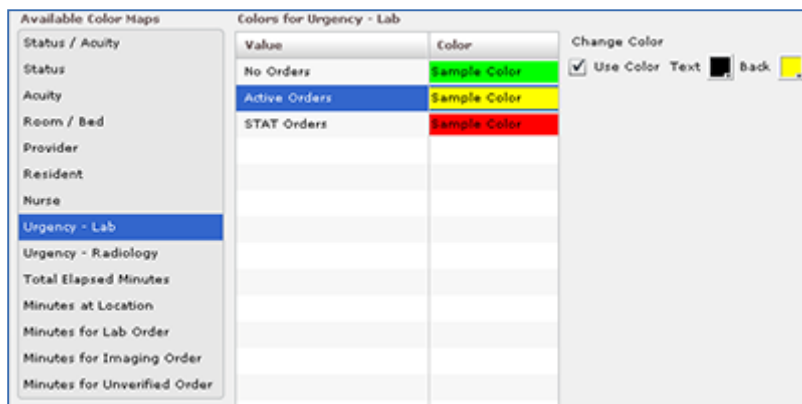 Available Color Maps
Status / Acuity
Status
Acuity
Room / Bed
Provider
Resident
Nurse
Urgency - Lab
Urgency - Radiology
Total Elapsed Minutes
Minutes at Location
Minutes for Lab Order
Minutes for Imaging Order
Minutes for Unverified Order
Colors for Urgency - Lab
Value Color
No Orders Sample Color
Active Orders Sample Color
STAT Orders Sample Color
Change Color
Use Color Text Back